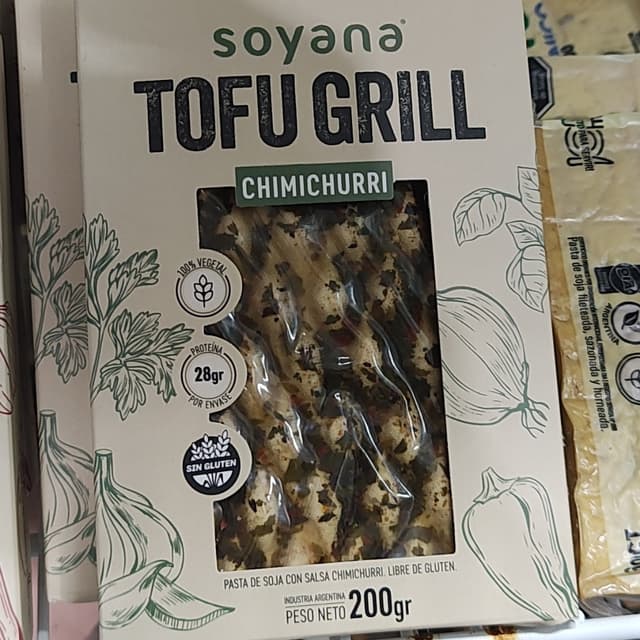 soyana
TOFU GRILL
CHIMICHURRI
100% VEGETAL
PROTEÍNA
28gr
POR ENVASE
SIN GLUTEN
PASTA DE SOJA CON SALSA CHIMICHURRI. LIBRE DE GLUTEN.
INDUSTRIA ARGENTINA
PESO NETO 200gr
Pasta de soja fileteada, sazonada y humeada.